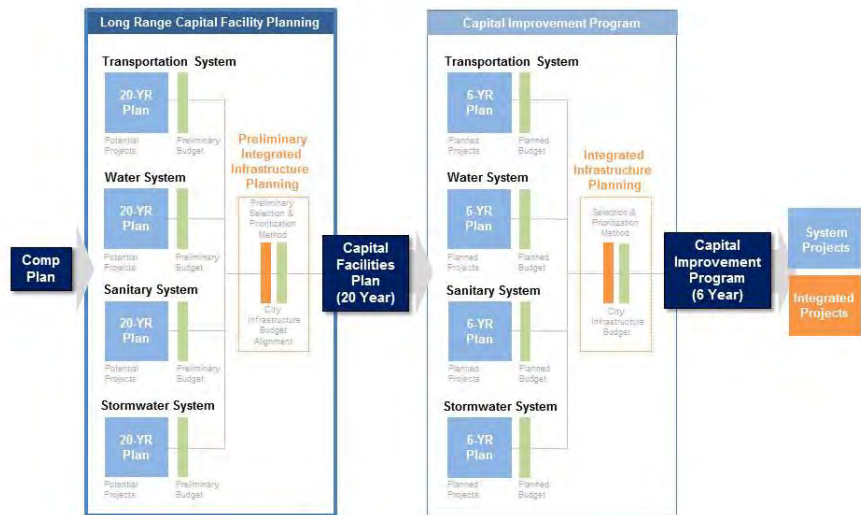 Long Range Capital Facility Planning
Transportation System
20-YR
Plan
Potential
Projects
Preliminary
Budget
Water System
20-YR
Plan
Potential
Projects
Preliminary
Budget
Sanitary System
20-YR
Plan
Potential
Projects
Preliminary
Budget
Stormwater System
20-YR
Plan
Potential
Projects
Preliminary
Budget
Preliminary
Integrated
Infrastructure
Planning
Preliminary
Selection &
Prioritization
Method
City
Infrastructure
Budget
Alignment
Comp
Plan
Capital
Facilities
Plan
(20 Year)
Capital Improvement Program
Transportation System
6-YR
Plan
Planned
Projects
Planned
Budget
Water System
6-YR
Plan
Planned
Projects
Planned
Budget
Sanitary System
6-YR
Plan
Planned
Projects
Planned
Budget
Stormwater System
6-YR
Plan
Planned
Projects
Planned
Budget
Integrated
Infrastructure
Planning
Selection &
Prioritization
Method
City
Infrastructure
Budget
Capital
Improvement
Program
(6 Year)
System
Projects
Integrated
Projects